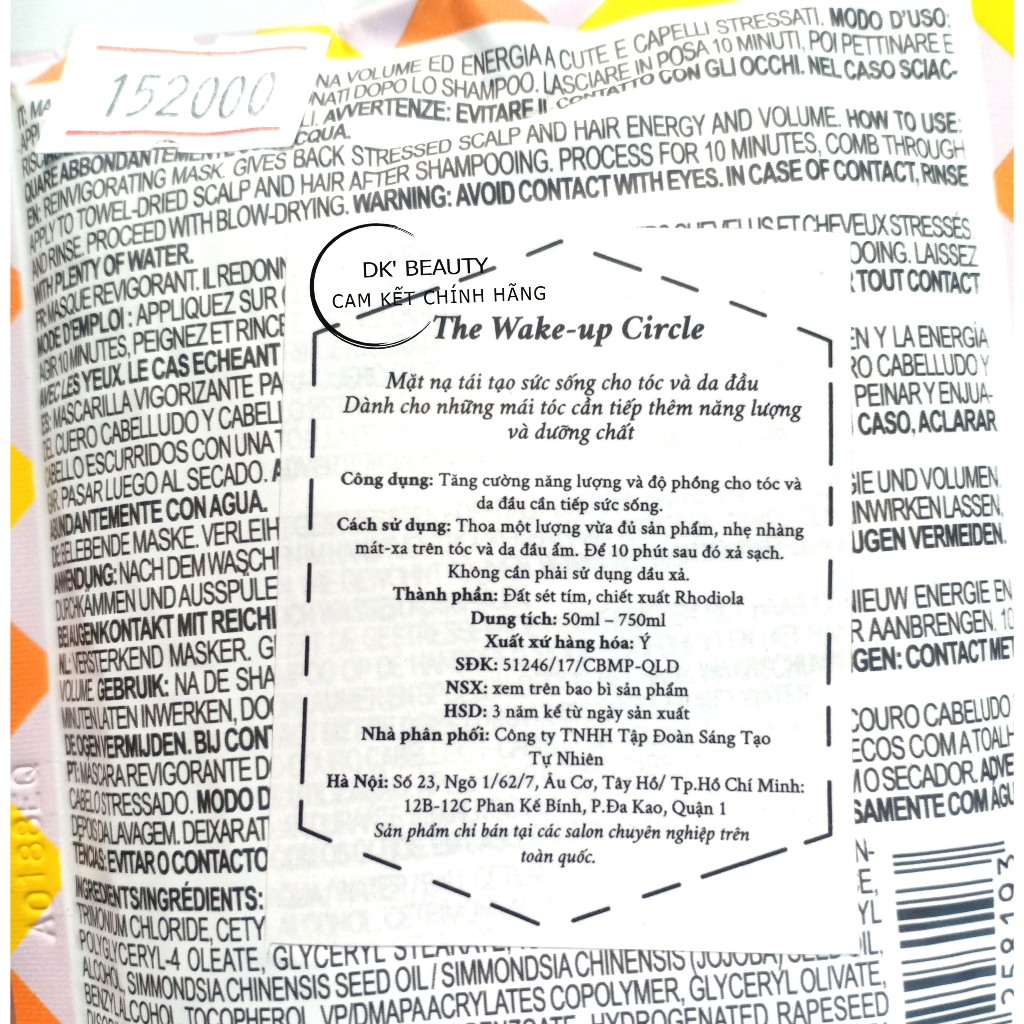 152000
NA VOLUME ED ENERGIA A CUTE E CAPELLI STRESSATI. MODO D'USO:
NATI DOPO LO SHAMPOO. LASCIARE IN POSA 10 MINUTI, POI PETTINARE E
AVVERTENZE: EVITARE IL CONTATTO CON GLI OCCHI. NEL CASO SCIAC-
QUARE ABBONDANTEMENTE
EN: REINVIGORATING MASK. GIVES BACK STRESSED SCALP AND HAIR ENERGY AND VOLUME. HOW TO USE:
APPLY TO TOWEL-DRIED SCALP AND HAIR AFTER SHAMPOOING. PROCESS FOR 10 MINUTES, COMB THROUGH
AND RINSE. PROCEED WITH BLOW-DRYING. WARNING: AVOID CONTACT WITH EYES. IN CASE OF CONTACT, RINSE
WITH PLENTY OF WATER.
ET CHEVEUX STRESSÉS
FR: MASQUE REVIGORANT. IL REDONN
OOING. LAISSEZ
MODE D'EMPLOI : APPLIQUEZ SUR
TOUT CONTACT
AGIR 10 MINUTES, PEIGNEZ ET RINCE
AVEC LES YEUX. LE CAS ECHEANT
EN Y LA ENERGÍA
ES: MASCARILLA VIGORIZANTE PA
RO CABELLUDO Y
DEL CUERO CABELLUDO Y CABELL
PEINAR Y ENJUA-
CABELLO ESCURRIDOS CON UNA T
CASO, ACLARAR
GAR. PASAR LUEGO AL SECADO. A
ABUNDANTEMENTE CON AGUA.
GIE UND VOLUMEN.
DE: BELEBENDE MASKE. VERLEIH
EINWIRKEN LASSEN,
ANWENDUNG: NACH DEM WASCHE
UGEN VERMEIDEN.
DURCHKÄMMEN UND AUSSPÜLE
BEI AUGENKONTAKT MIT REICHL
NIEUW ENERGIE EN
NL: VERSTERKEND MASKER. G
R AANBRENGEN. 10
VOLUME GEBRUIK: NA DE SHA
GEN: CONTACT MET
MINUTEN LATEN INWERKEN, DOO
DE OGEN VERMIJDEN. BIJ CONT
COURO CABELUDO
PT: MÁSCARA REVIGORANTE D
ECOS COM A TOALH
CABELO STRESSADO. MODO D
O SECADOR. ADVE
DEPOIS DA LAVAGEM. DEIXAR AT
SAMENTE COM ÁGU
TÊNCIAS: EVITAR O CONTACTO
DK' BEAUTY
CAM KẾT CHÍNH HÃNG
The Wake-up Circle
Mặt nạ tái tạo sức sống cho tóc và da đầu
Dành cho những mái tóc cần tiếp thêm năng lượng
và dưỡng chất
Công dụng: Tăng cường năng lượng và độ phồng cho tóc và
da đầu cần tiếp sức sống.
Cách sử dụng: Thoa một lượng vừa đủ sản phẩm, nhẹ nhàng
mát-xa trên tóc và da đầu ẩm. Để 10 phút sau đó xả sạch.
Không cần phải sử dụng dầu xả.
Thành phần: Đất sét tím, chiết xuất Rhodiola
Dung tích: 50ml – 750ml
Xuất xứ hàng hóa: Ý
SĐK: 51246/17/CBMP-QLD
NSX: xem trên bao bì sản phẩm
HSD: 3 năm kể từ ngày sản xuất
Nhà phân phối: Công ty TNHH Tập Đoàn Sáng Tạo
Tự Nhiên
Hà Nội: Số 23, Ngõ 1/62/7, Âu Cơ, Tây Hồ/ Tp.Hồ Chí Minh:
12B-12C Phan Kế Bính, P.Đa Kao, Quận 1
Sản phẩm chỉ bán tại các salon chuyên nghiệp trên
toàn quốc.
INGREDIENTS/INGRÉDIENTS:
TRIMONIUM CHLORIDE, CETY
POLYGLYCERYL-4 OLEATE, GLYCERYL STEARATE,
ALCOHOL, SIMMONDSIA CHINENSIS SEED OIL / SIMMONDSIA CHINENSIS (JOJOBA) SEED OIL,
BENZYL ALCOHOL, TOCOPHEROL, VP/DMAPA ACRYLATES COPOLYMER, GLYCERYL OLIVATE,
HYDROGENATED RAPESEED